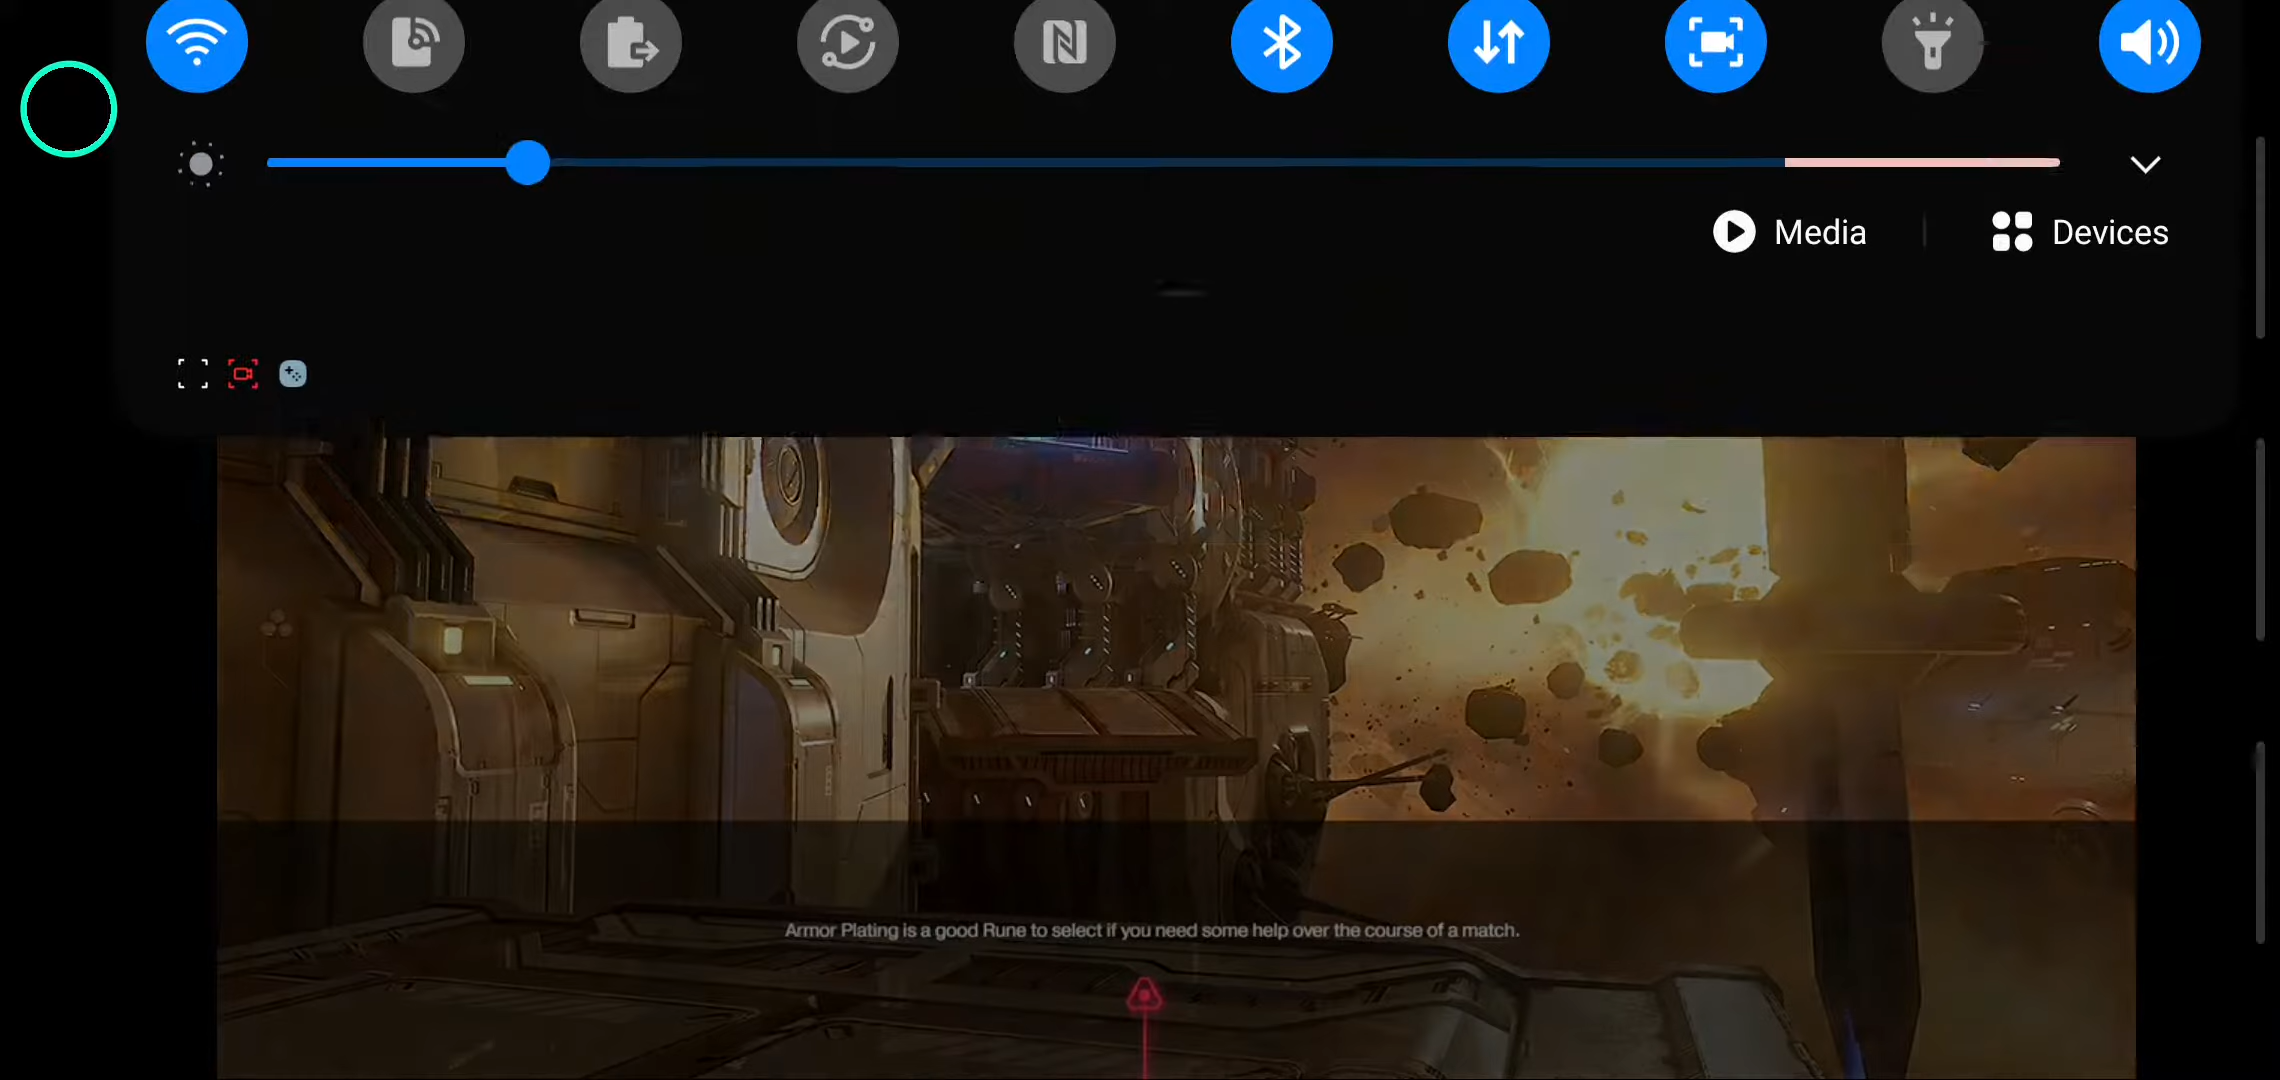 Media
Devices
Armor Plating is a good Rune to select if you need some help over the course of a match.